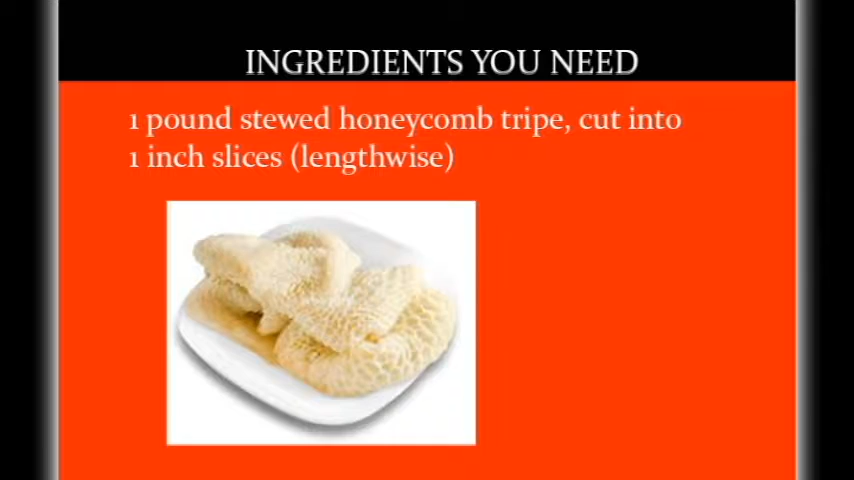 INGREDIENTS YOU NEED
1 pound stewed honeycomb tripe, cut into
1 inch slices (lengthwise)